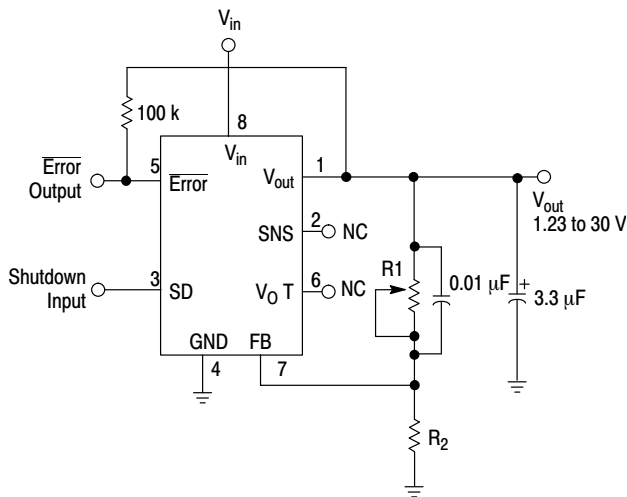 Vin
100 k
8
Vin
Error
Output
5
Error
Vout
1
Vout
1.23 to 30 V
SNS
2
NC
Shutdown
Input
3
SD
VO T
6
NC
R1
0.01 µF
+
3.3 µF
GND
4
FB
7
R2